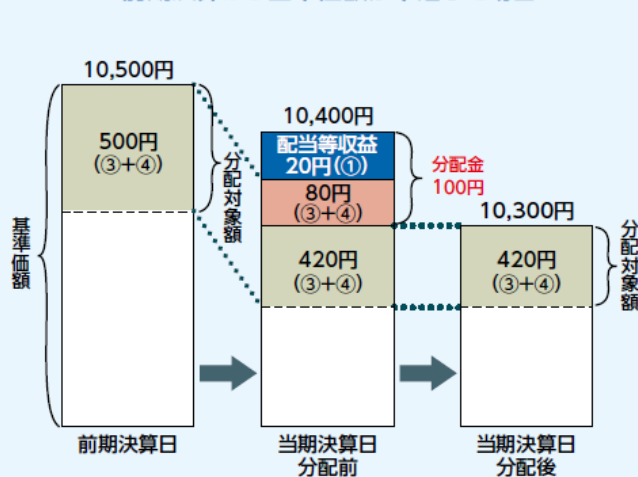 10,500円
500円
(③+④)
分配対象額
基準価額
前期決算日
10,400円
配当等収益
20円(①)
80円
(③+④)
420円
(③+④)
分配金
100円
当期決算日
分配前
10,300円
420円
(③+④)
分配対象額
当期決算日
分配後